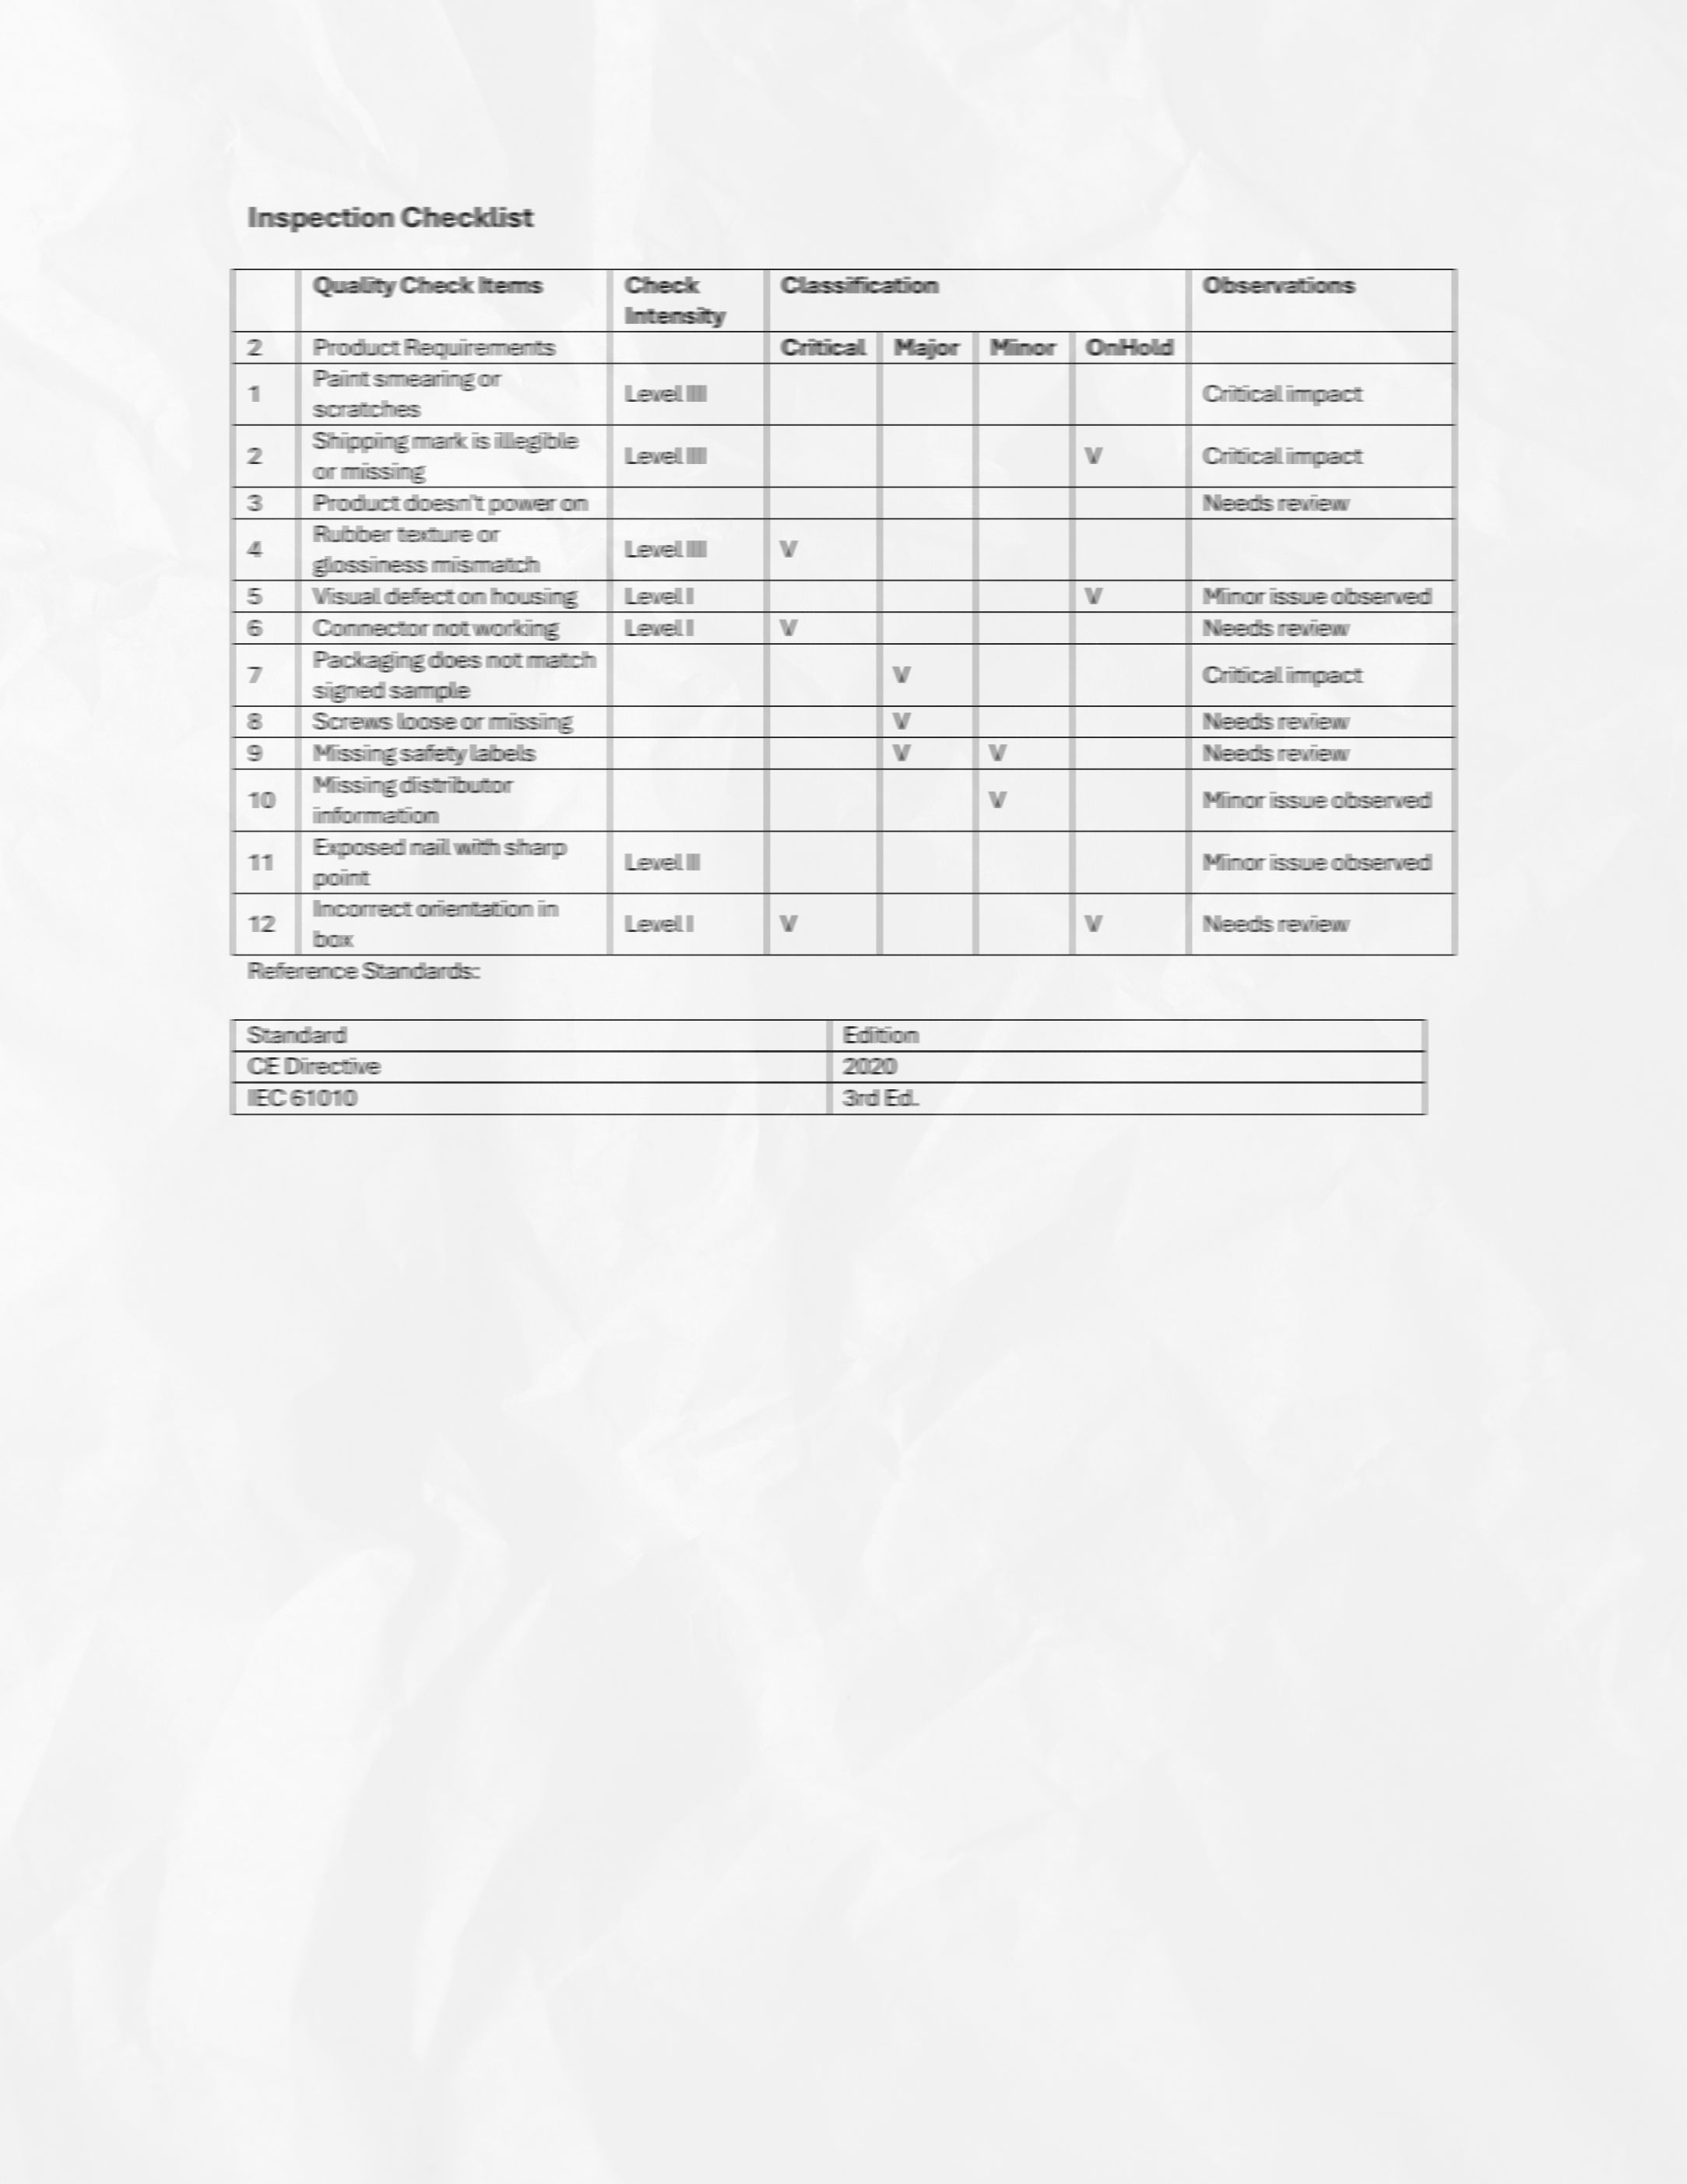 Inspection Checklist
Quality Check Items Check Classification Observations
Intensity
2 Product Requirements Critical Major Minor OnHold
Paint smearing or
1 Level III Critical impact
scratches
Shipping mark is illegible
2 Level III V Critical impact
or missing
3 Product doesn't power on Needs review
Rubber texture or
4 Level III V
glossiness mismatch
5 Visual defect on housing Level I V Minor issue observed
6 Connector not working Level I V Needs review
Packaging does not match
7 V Critical impact
signed sample
8 Screws loose or missing V Needs review
9 Missing safety labels V V Needs review
Missing distributor
10 V Minor issue observed
information
Exposed nail with sharp
11 Level II Minor issue observed
point
Incorrect orientation in
12 Level I V V Needs review
box
Reference Standards:
Standard Edition
CE Directive 2020
IEC 61010 3rd Ed.